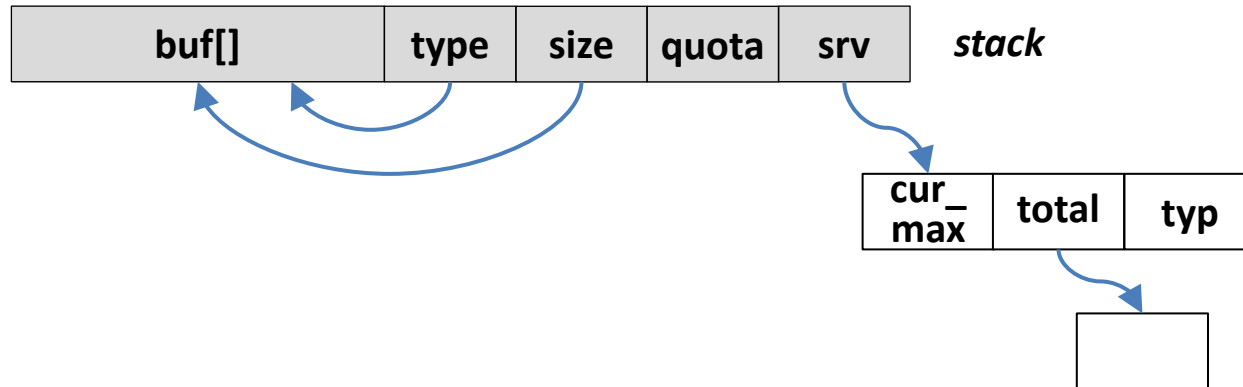 buf[] type size quota srv stack
cur_
max
total typ